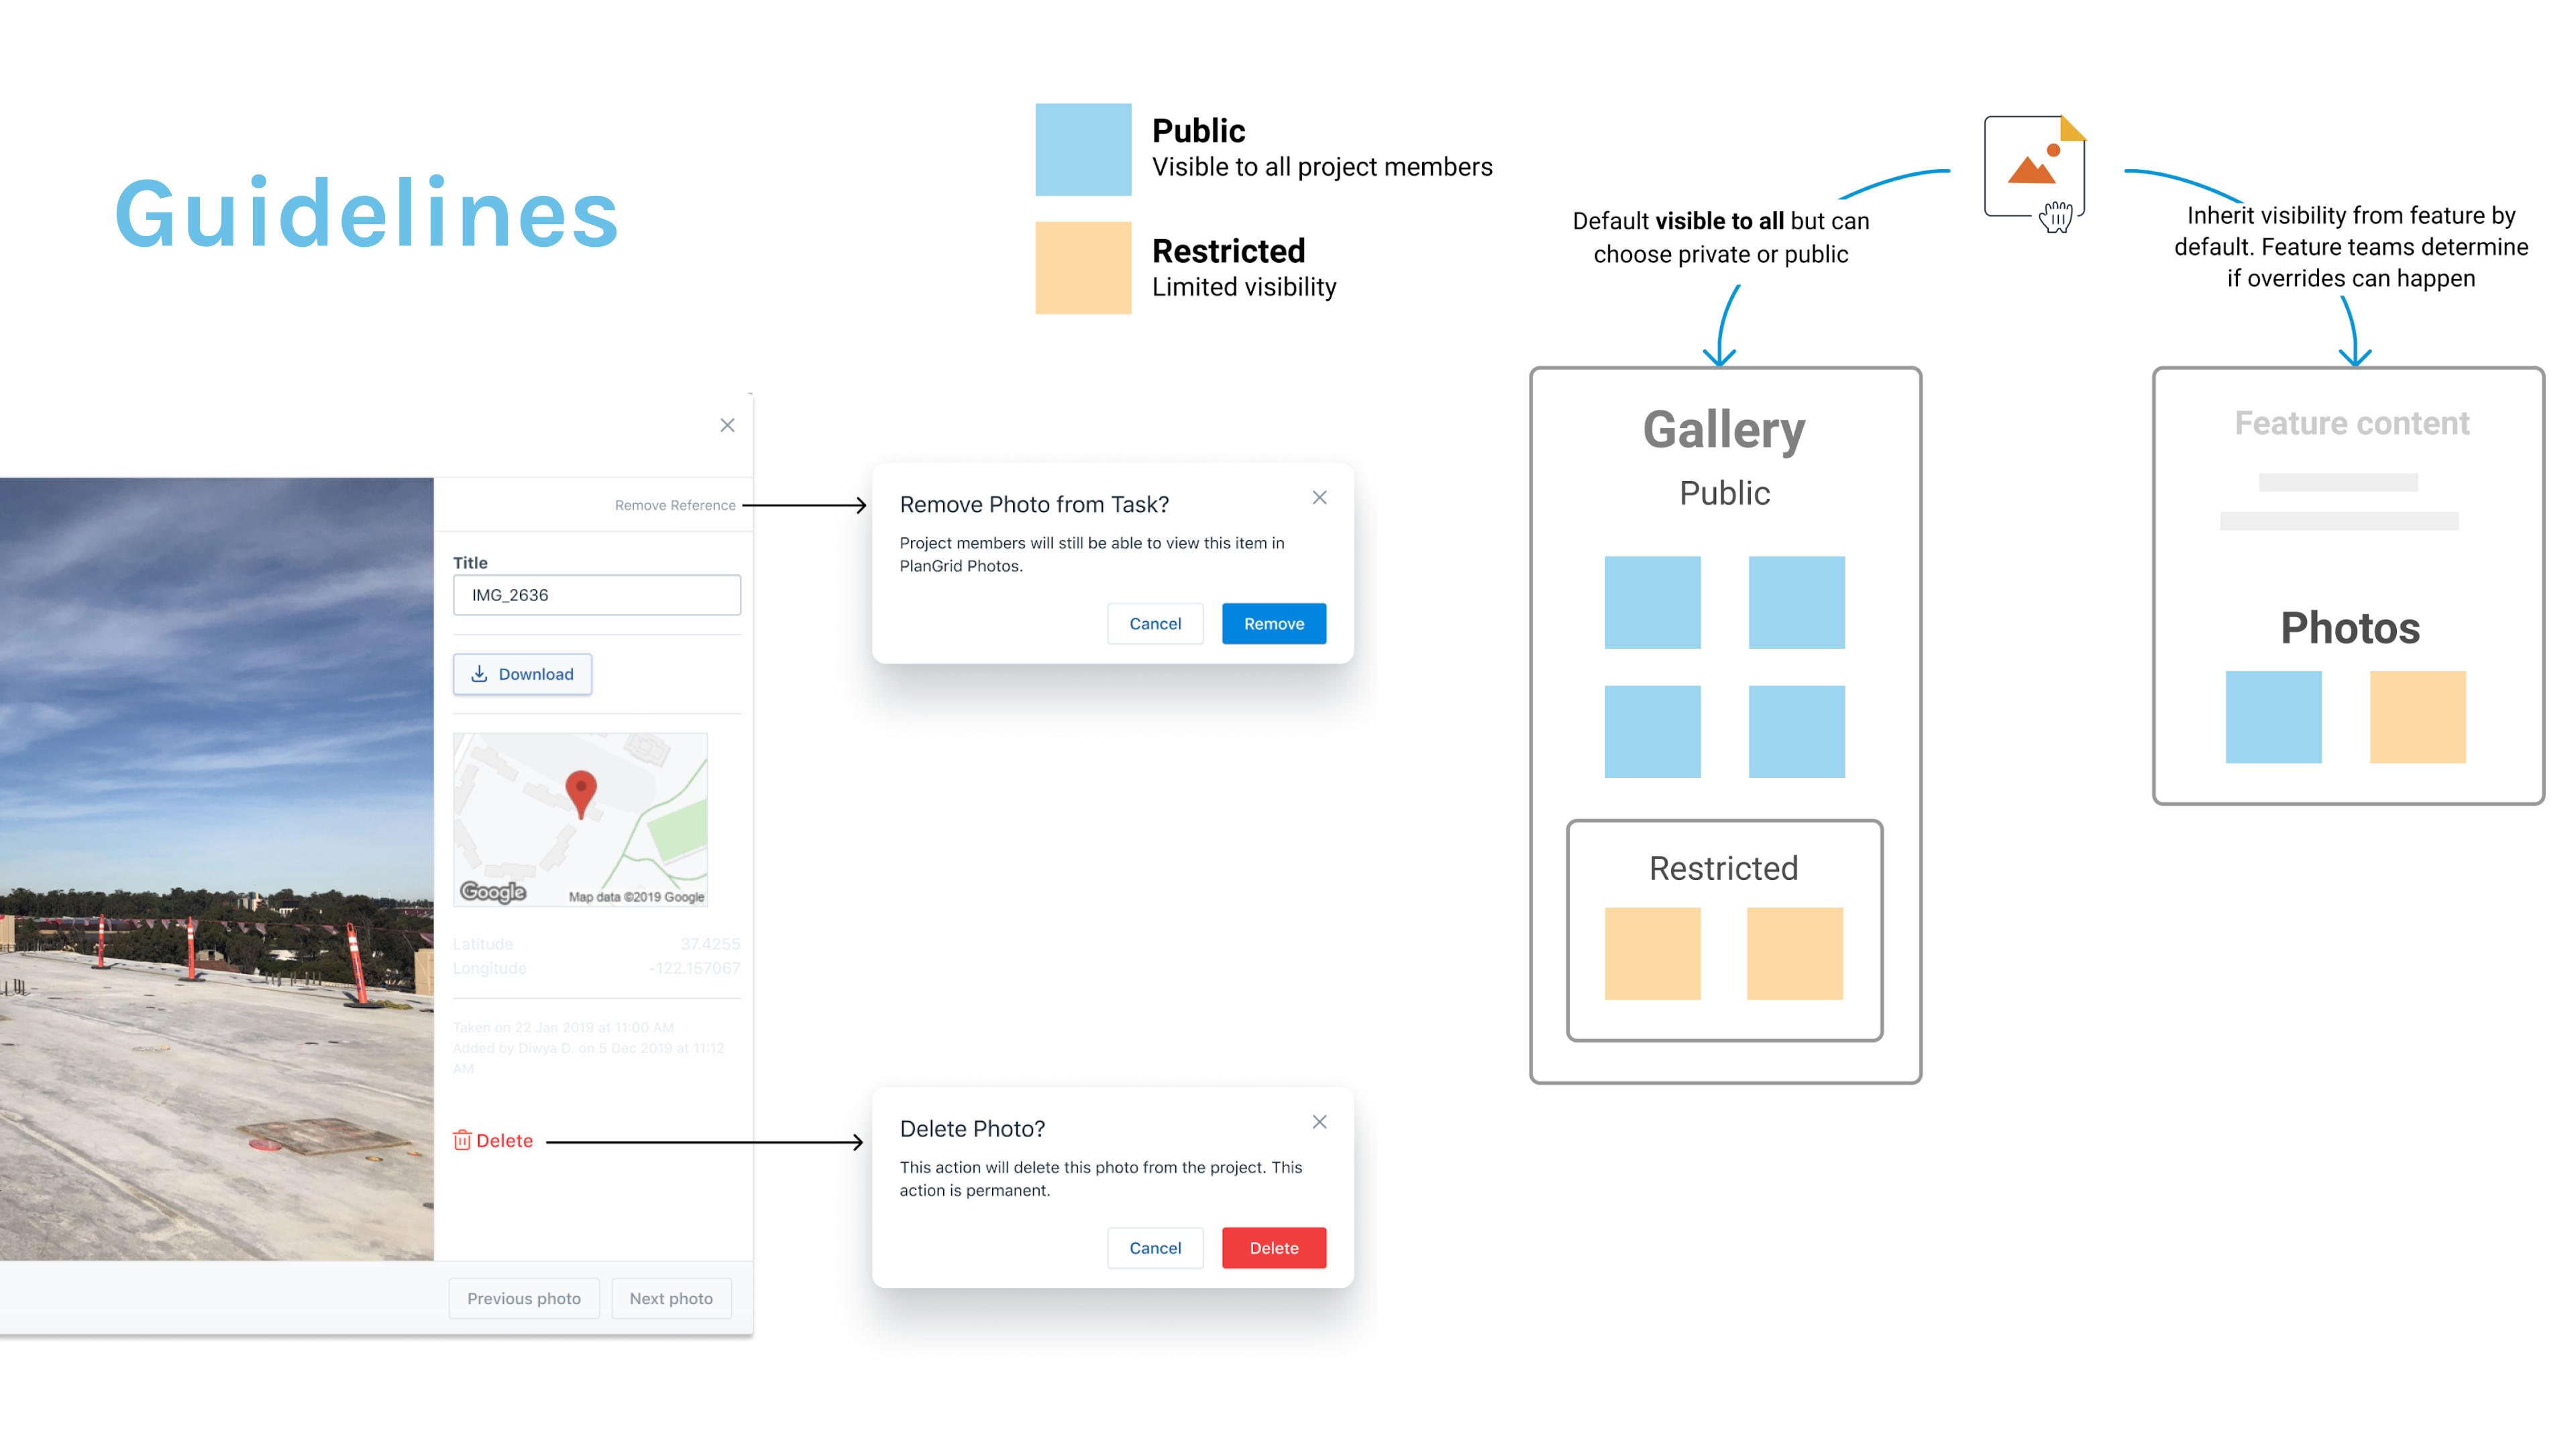 Guidelines
Public
Visible to all project members
Restricted
Limited visibility
Default visible to all but can
choose private or public
Inherit visibility from feature by
default. Feature teams determine
if overrides can happen
Remove Reference
Title
IMG_2636
Download
Google
Map data ©2019 Google
Latitude 37.4255
Longitude -122.157067
Taken on 22 Jan 2019 at 11:00 AM
Added by Diwya D. on 5 Dec 2019 at 11:12
AM
Delete
Previous photo Next photo
Remove Photo from Task?
Project members will still be able to view this item in
PlanGrid Photos.
Cancel Remove
Delete Photo?
This action will delete this photo from the project. This
action is permanent.
Cancel Delete
Gallery
Public
Restricted
Feature content
Photos